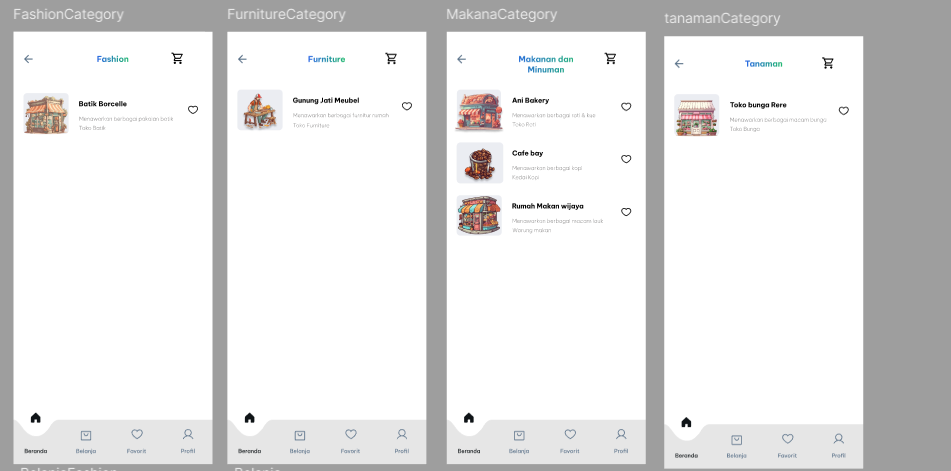 FashionCategory
Fashion
Batik Borcelle
Menawarkan berbagai pakaian batik
Toko Batik
Beranda
Belanja
Favorit
Profil
FurnitureCategory
Furniture
Gunung Jati Meubel
Menawarkan berbagai furnitur rumah
Toko Furniture
Beranda
Belanja
Favorit
Profil
MakanaCategory
Makanan dan
Minuman
Ani Bakery
Menawarkan berbagai roti & kue
Toko Roti
Cafe bay
Menawarkan berbagai kopi
Kedai Kopi
Rumah Makan wijaya
Menawarkan berbagai macam lauk
Warung makan
Beranda
Belanja
Favorit
Profil
tanamanCategory
Tanaman
Toko bunga Rere
Menawarkan berbagai macam bunga
Toko Bunga
Beranda
Belanja
Favorit
Profil